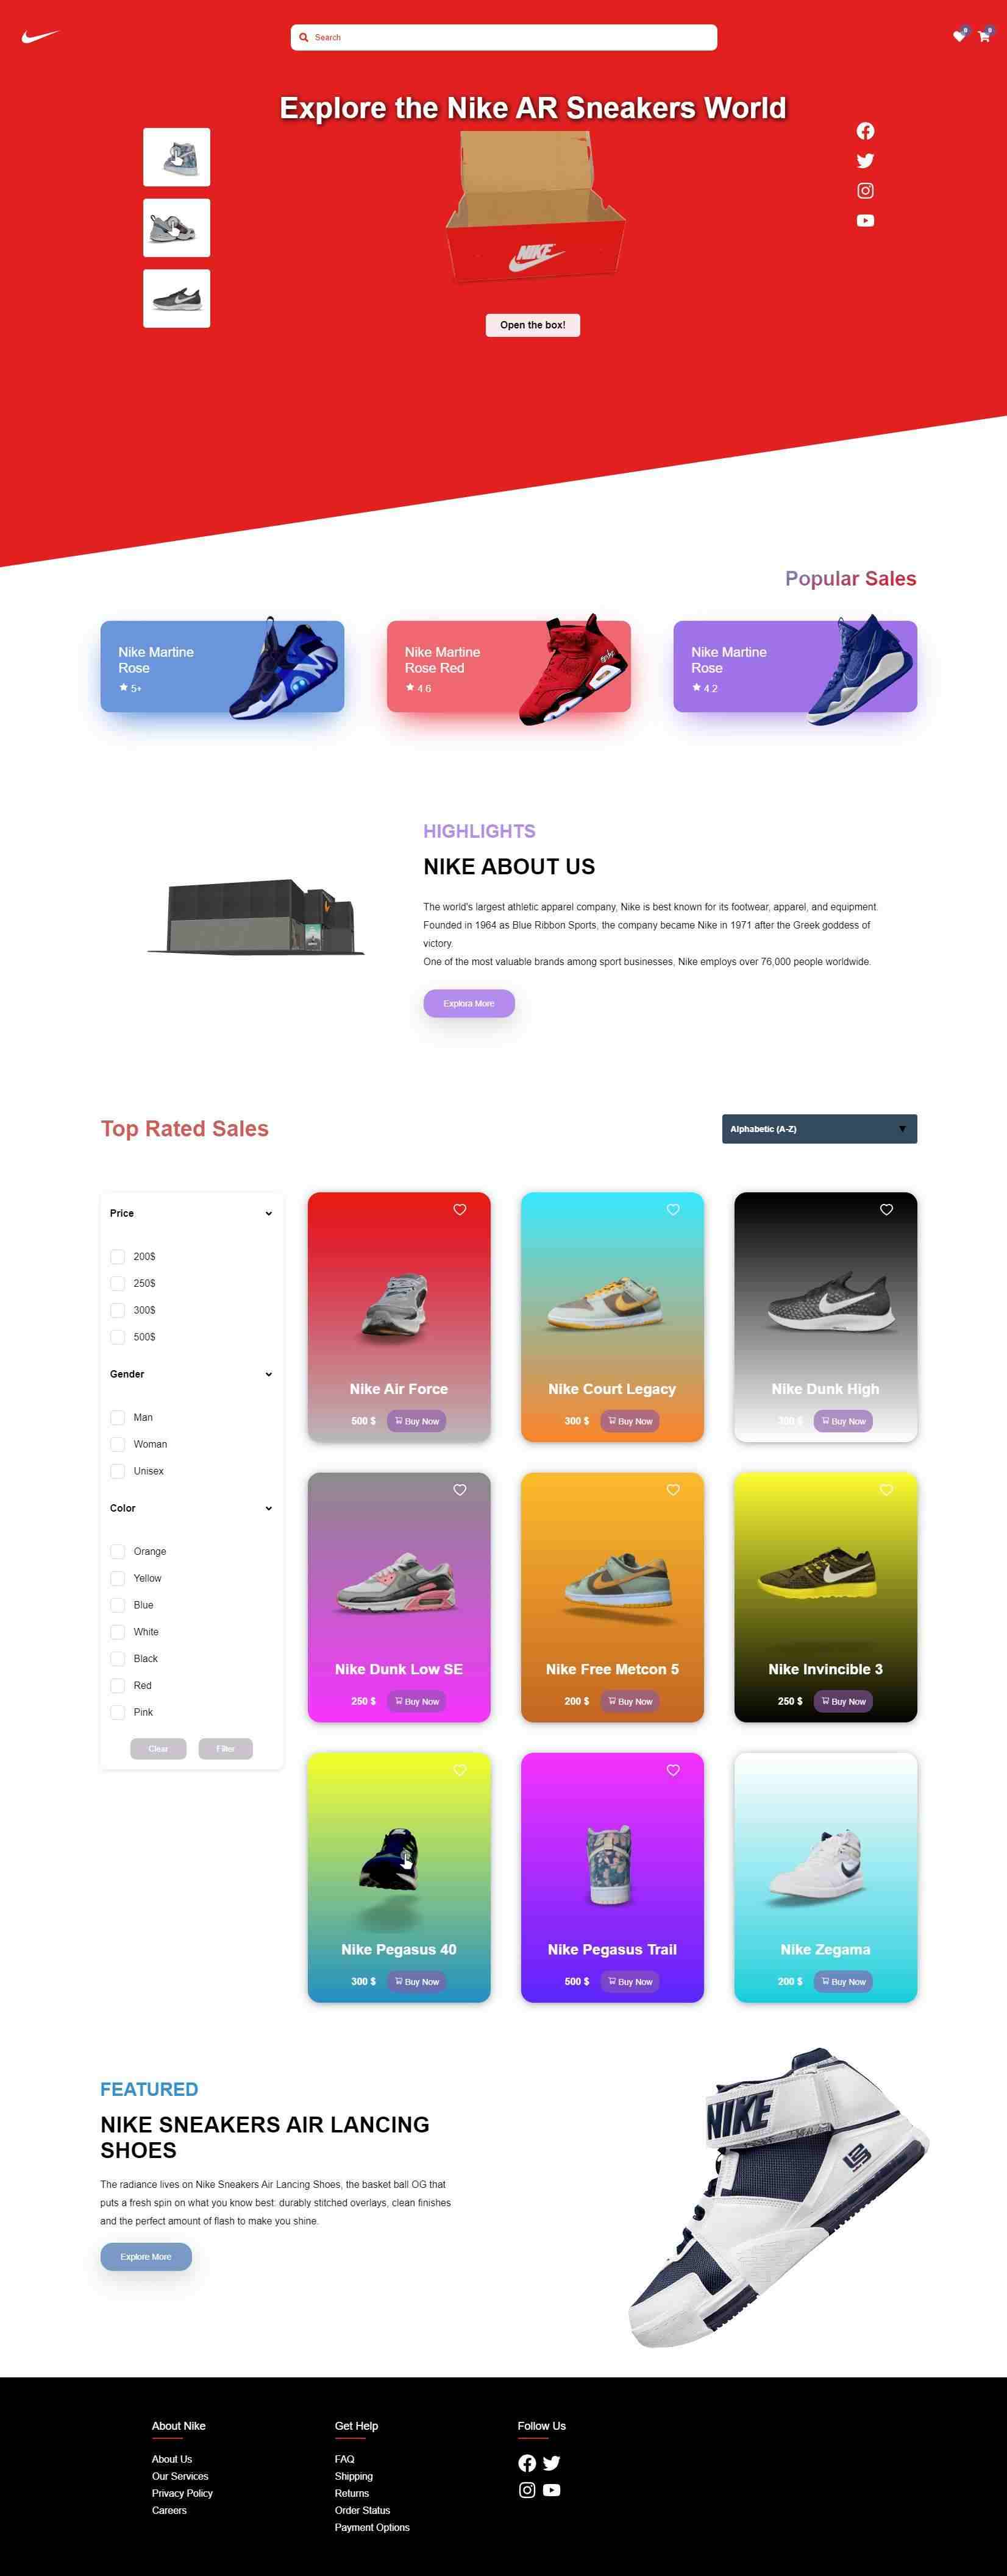 Search
0
0
Explore the Nike AR Sneakers World
NIKE
Open the box!
Popular Sales
Nike Martine
Rose
5+
Nike Martine
Rose Red
4.6
Nike Martine
Rose
4.2
HIGHLIGHTS
NIKE ABOUT US
The world's largest athletic apparel company, Nike is best known for its footwear, apparel, and equipment.
Founded in 1964 as Blue Ribbon Sports, the company became Nike in 1971 after the Greek goddess of
victory.
One of the most valuable brands among sport businesses, Nike employs over 76,000 people worldwide.
Explora More
Top Rated Sales
Alphabetic (A-Z)
Price
200$
250$
300$
500$
Gender
Man
Woman
Unisex
Color
Orange
Yellow
Blue
White
Black
Red
Pink
Clear
Filter
Nike Air Force
500 $
Buy Now
Nike Court Legacy
300 $
Buy Now
Nike Dunk High
300 $
Buy Now
Nike Dunk Low SE
250 $
Buy Now
Nike Free Metcon 5
200 $
Buy Now
Nike Invincible 3
250 $
Buy Now
Nike Pegasus 40
300 $
Buy Now
Nike Pegasus Trail
500 $
Buy Now
Nike Zegama
200 $
Buy Now
FEATURED
NIKE SNEAKERS AIR LANCING
SHOES
The radiance lives on Nike Sneakers Air Lancing Shoes, the basket ball OG that
puts a fresh spin on what you know best: durably stitched overlays, clean finishes
and the perfect amount of flash to make you shine.
Explore More
NIKE
About Nike
About Us
Our Services
Privacy Policy
Careers
Get Help
FAQ
Shipping
Returns
Order Status
Payment Options
Follow Us